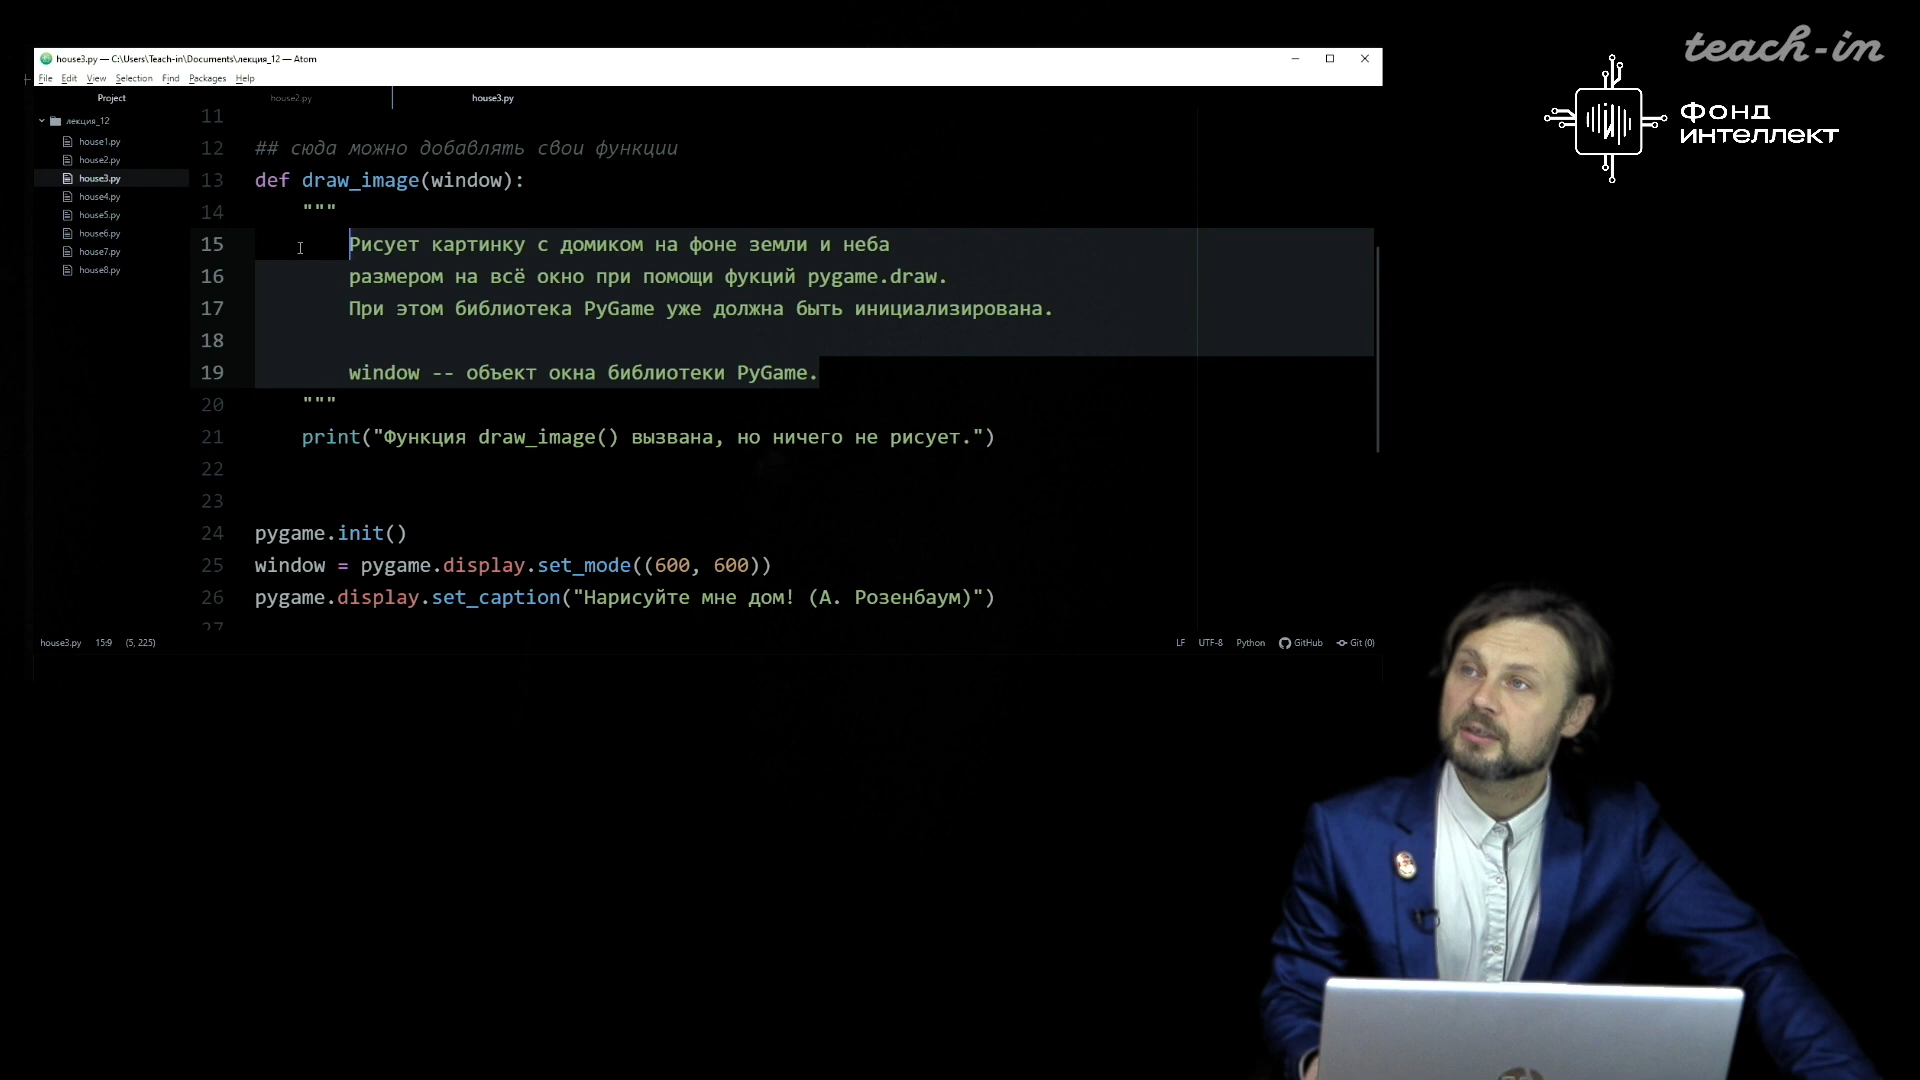 teach-in
ФОНД
ИНТЕЛЛЕКТ
house3.py — C:\Users\Teach-in\Documents\лекция_12 — Atom
File Edit View Selection Find Packages Help
Project
house2.py
house3.py
лекция_12
house1.py
house2.py
house3.py
house4.py
house5.py
house6.py
house7.py
house8.py
11
12 ## сюда можно добавлять свои функции
13 def draw_image(window):
14 """
15 Рисует картинку с домиком на фоне земли и неба
16 размером на всё окно при помощи фукций pygame.draw.
17 При этом библиотека PyGame уже должна быть инициализирована.
18
19 window -- объект окна библиотеки PyGame.
20 """
21 print("Функция draw_image() вызвана, но ничего не рисует.")
22
23
24 pygame.init()
25 window = pygame.display.set_mode((600, 600))
26 pygame.display.set_caption("Нарисуйте мне дом! (А. Розенбаум)")
27
house3.py 15:9 (5, 225)
LF UTF-8 Python GitHub Git (0)